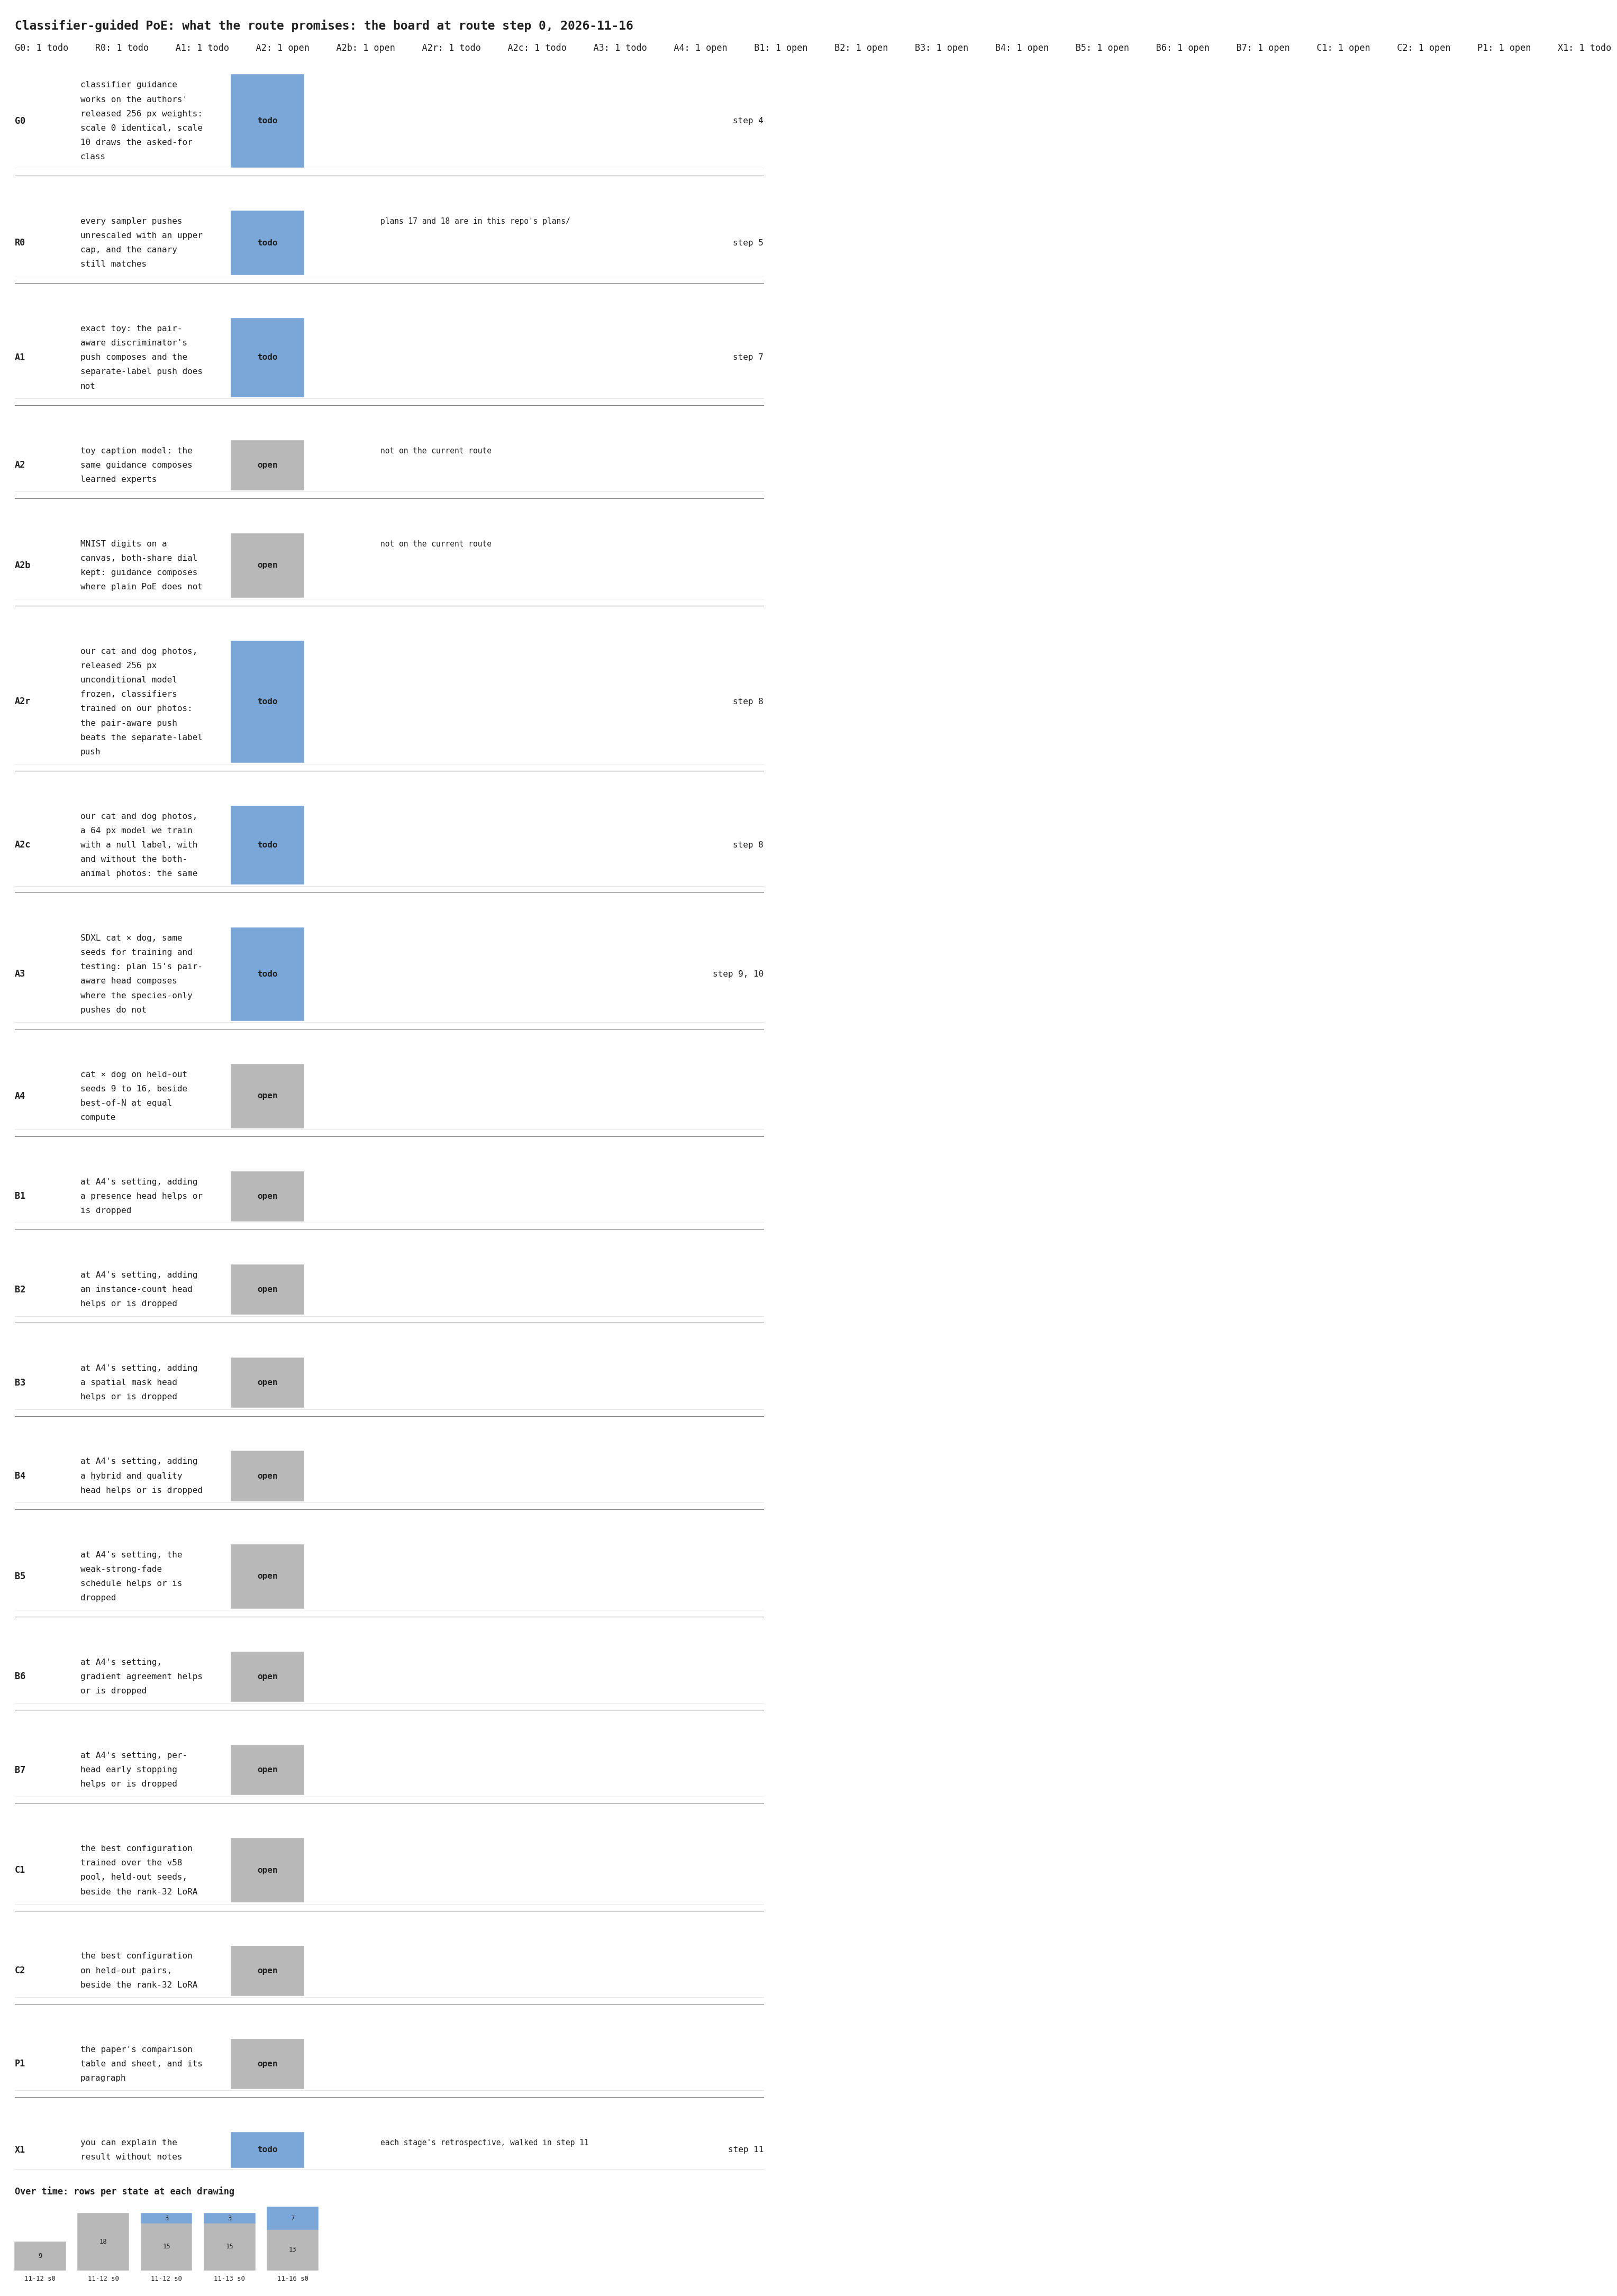 Classifier-guided PoE: what the route promises: the board at route step 0, 2026-11-16
G0: 1 todo R0: 1 todo A1: 1 todo A2: 1 open A2b: 1 open A2r: 1 todo A2c: 1 todo A3: 1 todo A4: 1 open B1: 1 open B2: 1 open B3: 1 open B4: 1 open B5: 1 open B6: 1 open B7: 1 open C1: 1 open C2: 1 open P1: 1 open X1: 1 todo
classifier guidance
works on the authors'
released 256 px weights:
G0 scale 0 identical, scale todo step 4
10 draws the asked-for
class
every sampler pushes plans 17 and 18 are in this repo's plans/
unrescaled with an upper
R0 cap, and the canary todo step 5
still matches
exact toy: the pair-
aware discriminator's
A1 push composes and the todo step 7
separate-label push does
not
toy caption model: the not on the current route
A2 same guidance composes open
learned experts
MNIST digits on a not on the current route
canvas, both-share dial
A2b kept: guidance composes open
where plain PoE does not
our cat and dog photos,
released 256 px
unconditional model
frozen, classifiers
A2r trained on our photos: todo step 8
the pair-aware push
beats the separate-label
push
our cat and dog photos,
a 64 px model we train
A2c with a null label, with todo step 8
and without the both-
animal photos: the same
SDXL cat × dog, same
seeds for training and
testing: plan 15's pair-
A3 aware head composes todo step 9, 10
where the species-only
pushes do not
cat × dog on held-out
seeds 9 to 16, beside
A4 best-of-N at equal open
compute
at A4's setting, adding
B1 a presence head helps or open
is dropped
at A4's setting, adding
B2 an instance-count head open
helps or is dropped
at A4's setting, adding
B3 a spatial mask head open
helps or is dropped
at A4's setting, adding
B4 a hybrid and quality open
head helps or is dropped
at A4's setting, the
weak-strong-fade
B5 schedule helps or is open
dropped
at A4's setting,
B6 gradient agreement helps open
or is dropped
at A4's setting, per-
B7 head early stopping open
helps or is dropped
the best configuration
trained over the v58
C1 pool, held-out seeds, open
beside the rank-32 LoRA
the best configuration
C2 on held-out pairs, open
beside the rank-32 LoRA
the paper's comparison
P1 table and sheet, and its open
paragraph
you can explain the each stage's retrospective, walked in step 11
X1 result without notes todo step 11
Over time: rows per state at each drawing
9 18 3 15 3 15 7 13
11-12 s0 11-12 s0 11-12 s0 11-13 s0 11-16 s0